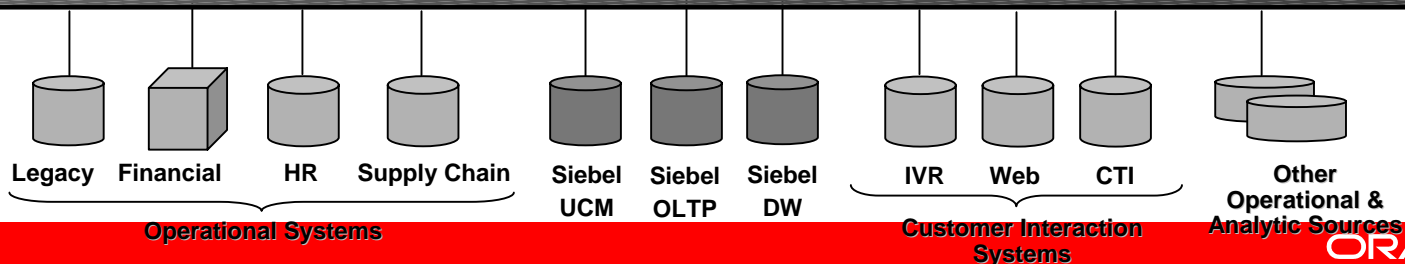 Legacy Financial HR Supply Chain Siebel Siebel Siebel IVR Web CTI Other
UCM OLTP DW Operational &
Operational Systems Customer Interaction Analytic Sources
Systems